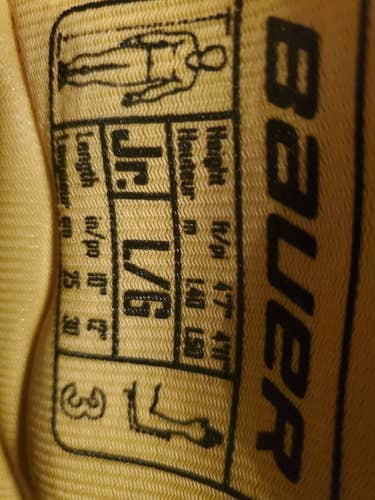 BAUER
Height ft/pi 4'7" 4'11"
Hauteur m 1.40 1.50
Jr. L/G
Length in/po 10" 12"
Longueur cm 25 30
3